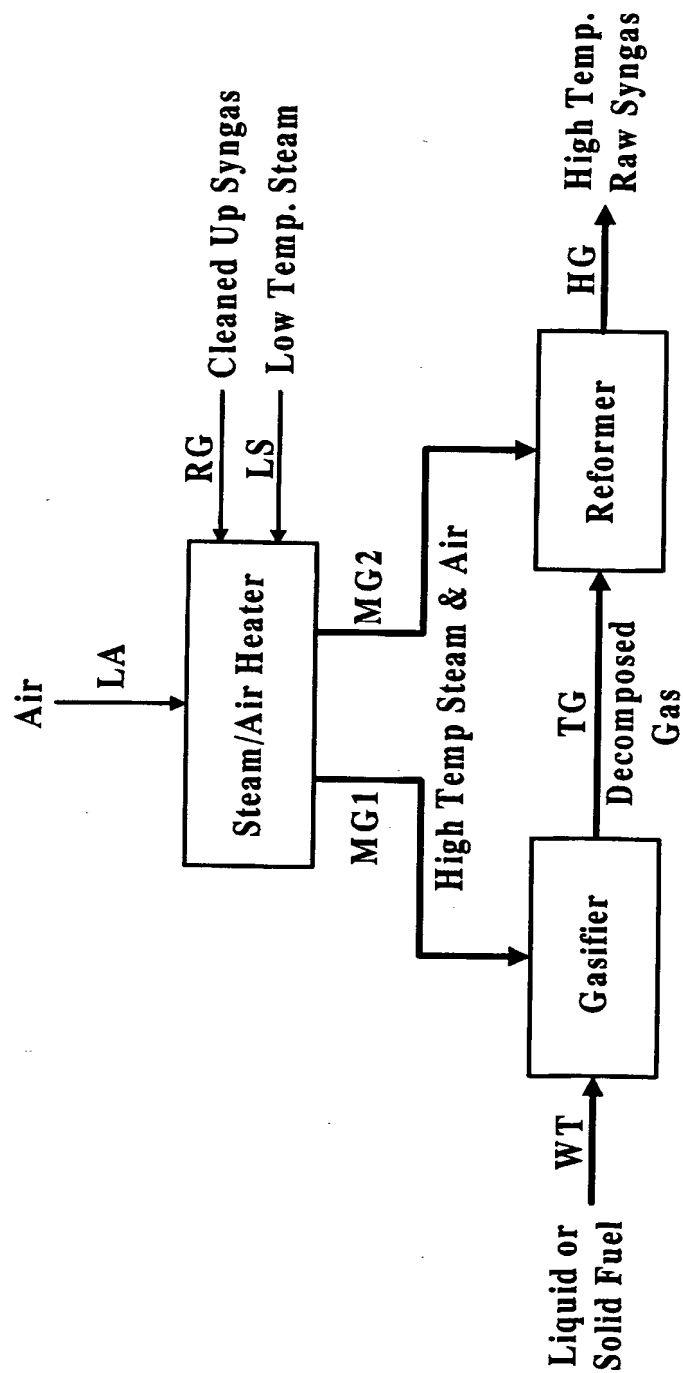 Air
LA
Steam/Air Heater
RG
Cleaned Up Syngas
LS
Low Temp. Steam
MG1
MG2
High Temp Steam & Air
Liquid or
Solid Fuel
WT
Gasifier
TG
Decomposed
Gas
Reformer
HG
High Temp.
Raw Syngas